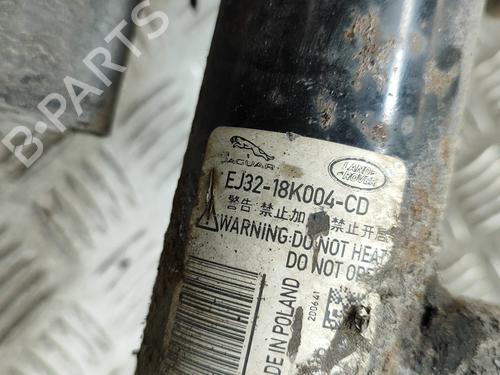 B-PARTS
JAGUAR
LAND-
ROVER
EJ32-18K004-CD
警告:禁止加 禁止开启
WARNING: DO NOT HEAT
DO NOT OPE
DE IN POLAND
200641